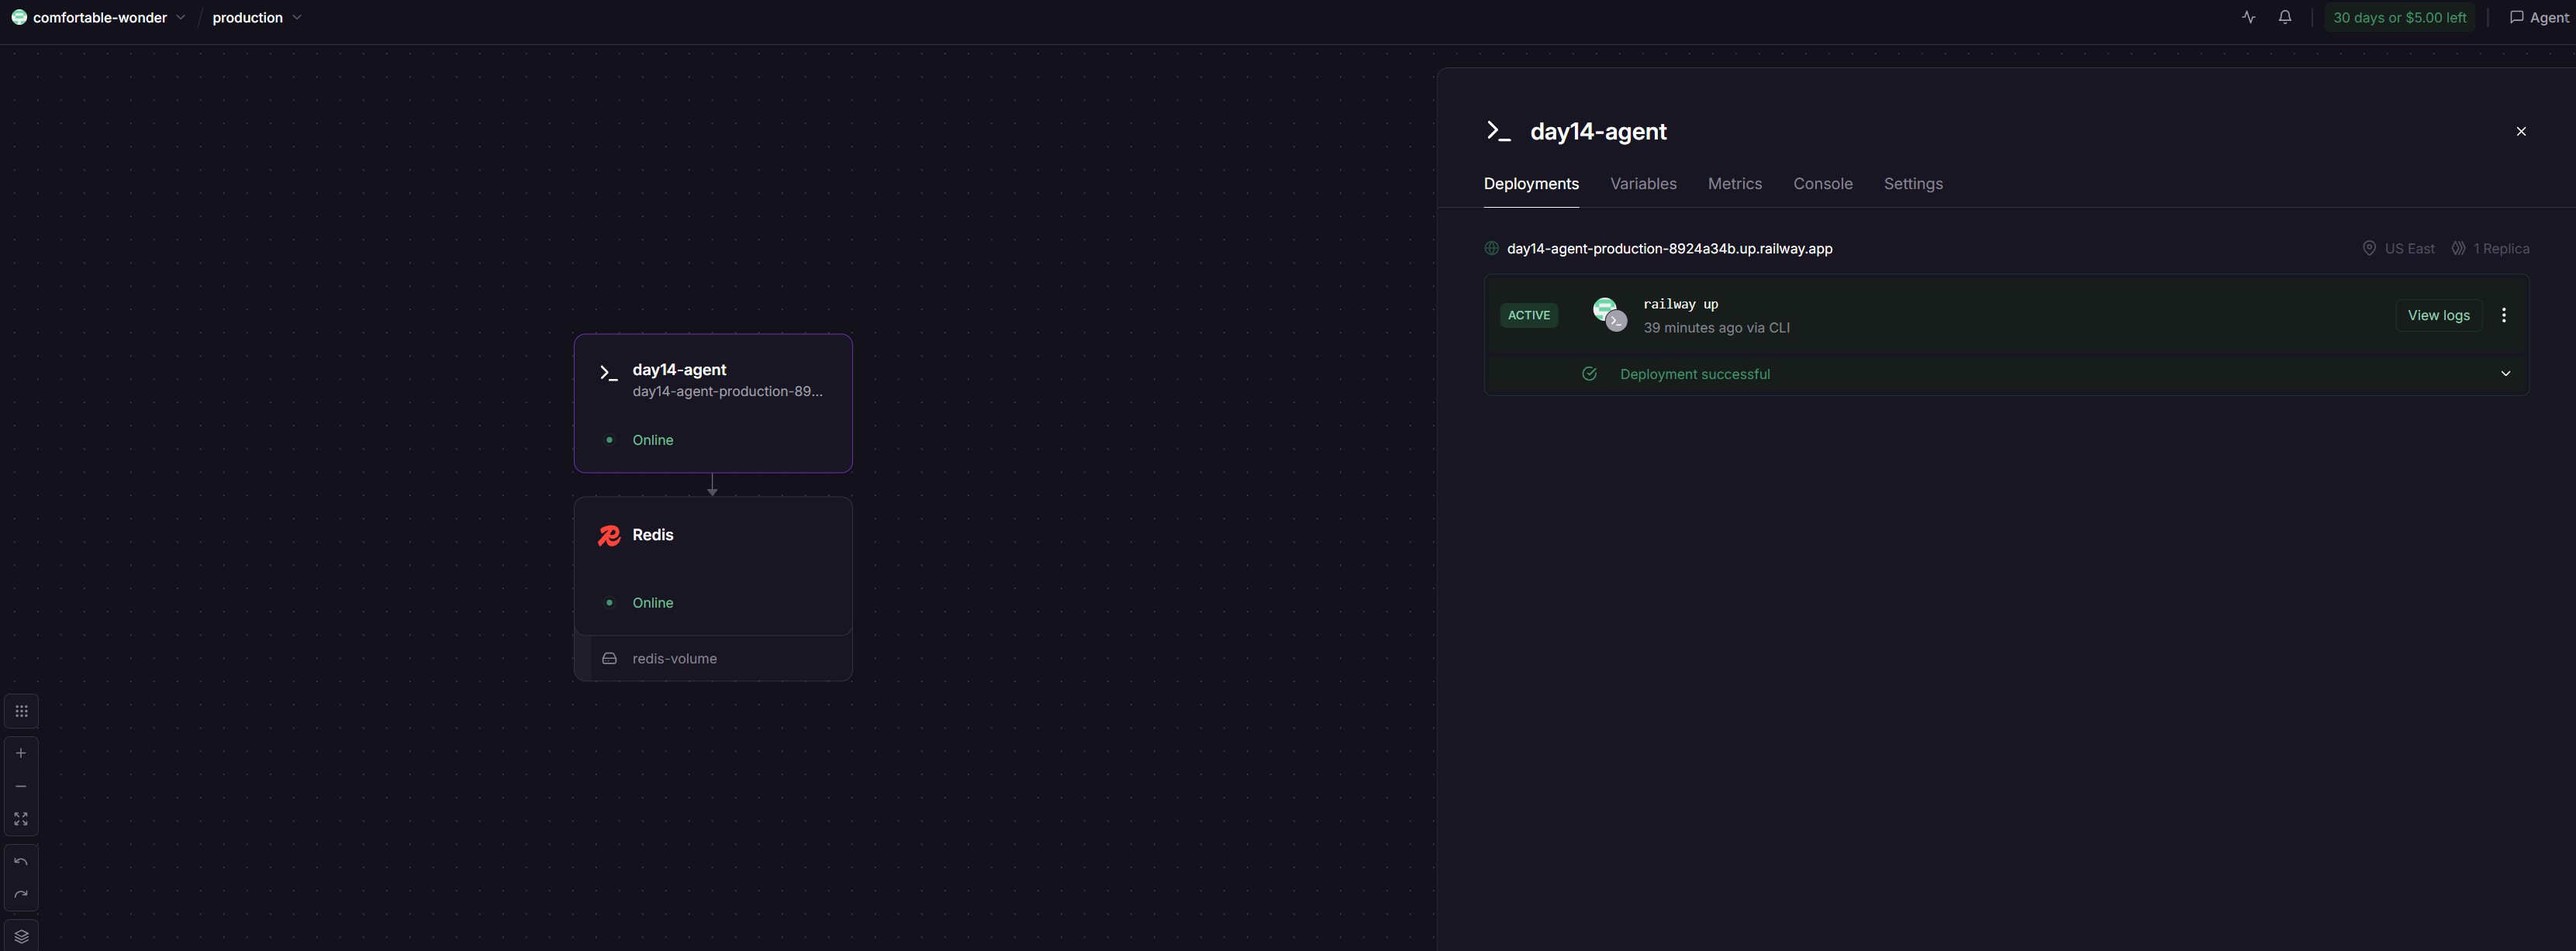 comfortable-wonder / production
30 days or $5.00 left
Agent
day14-agent
day14-agent-production-89...
Online
Redis
Online
redis-volume
day14-agent
Deployments Variables Metrics Console Settings
day14-agent-production-8924a34b.up.railway.app
US East 1 Replica
ACTIVE
railway up
39 minutes ago via CLI
View logs
Deployment successful